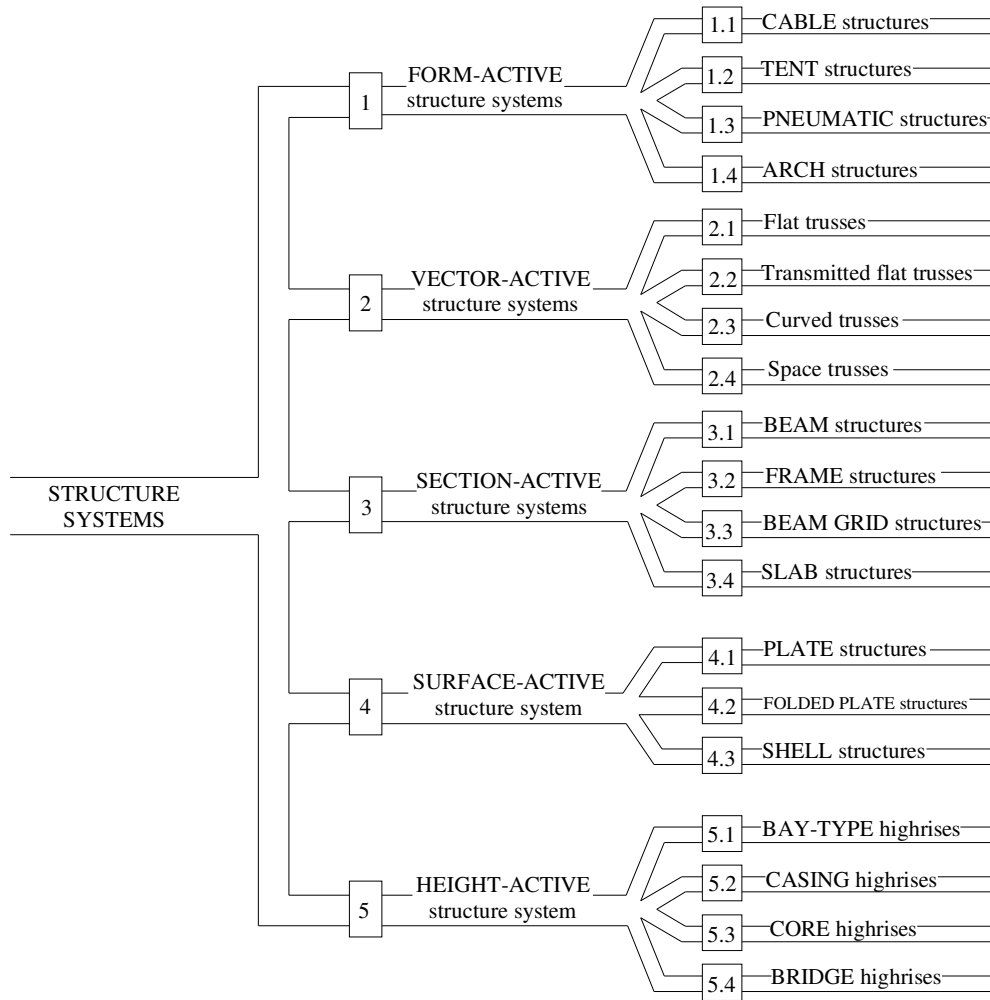 STRUCTURE
SYSTEMS
1
FORM-ACTIVE
structure systems
1.1
CABLE structures
1.2
TENT structures
1.3
PNEUMATIC structures
1.4
ARCH structures
2
VECTOR-ACTIVE
structure systems
2.1
Flat trusses
2.2
Transmitted flat trusses
2.3
Curved trusses
2.4
Space trusses
3
SECTION-ACTIVE
structure systems
3.1
BEAM structures
3.2
FRAME structures
3.3
BEAM GRID structures
3.4
SLAB structures
4
SURFACE-ACTIVE
structure system
4.1
PLATE structures
4.2
FOLDED PLATE structures
4.3
SHELL structures
5
HEIGHT-ACTIVE
structure system
5.1
BAY-TYPE highrises
5.2
CASING highrises
5.3
CORE highrises
5.4
BRIDGE highrises